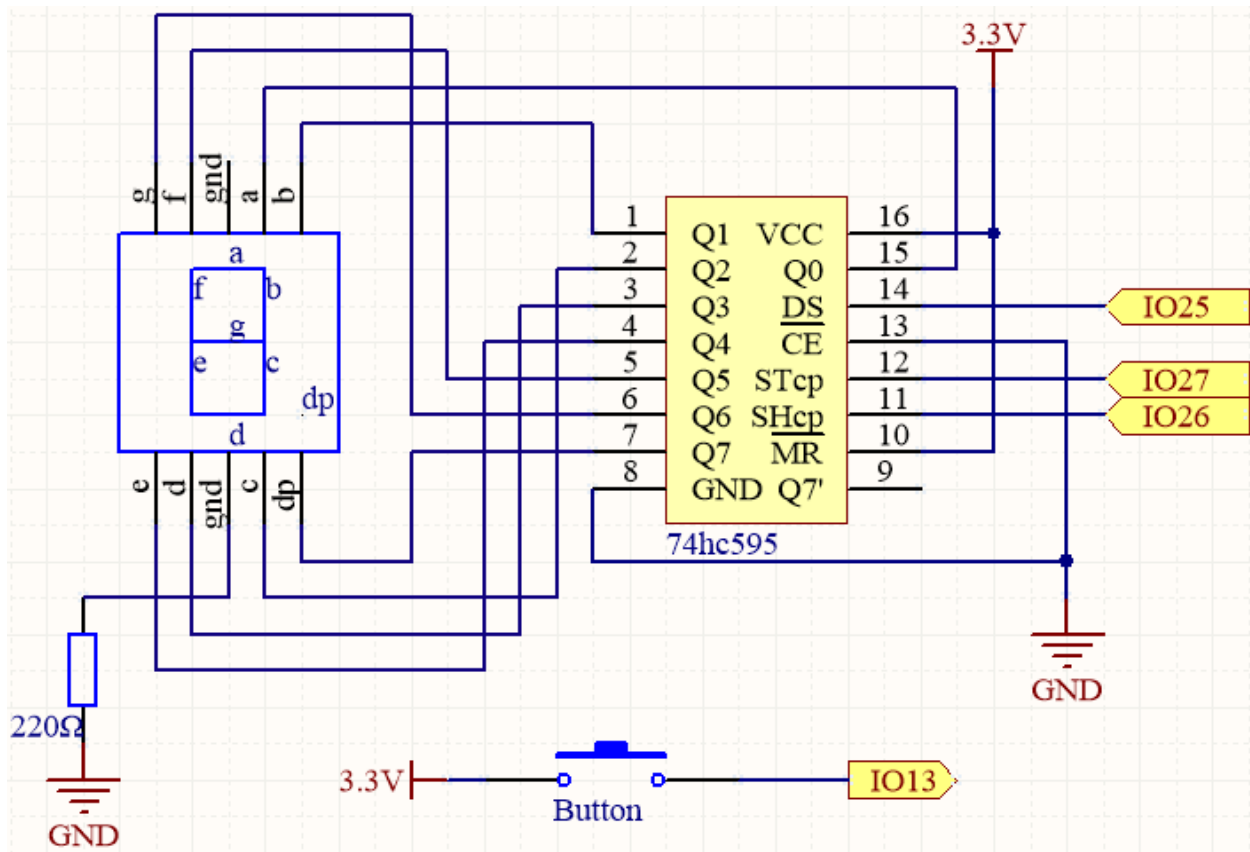 3.3V
g f gnd a b
a
f b
g
e c
dp
d
e d gnd c dp
1 Q1 VCC 16
2 Q2 Q0 15
3 Q3 DS 14
4 Q4 CE 13
5 Q5 STcp 12
6 Q6 SHcp 11
7 Q7 MR 10
8 GND Q7' 9
74hc595
IO25
IO27
IO26
GND
220Ω
GND
3.3V
Button
IO13